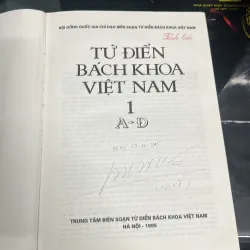 HỘI ĐỒNG QUỐC GIA CHỈ ĐẠO BIÊN SOẠN TỪ ĐIỂN BÁCH KHOA VIỆT NAM
TỪ ĐIỂN
BÁCH KHOA
VIỆT NAM
1
A - Đ
TRUNG TÂM BIÊN SOẠN TỪ ĐIỂN BÁCH KHOA VIỆT NAM
HÀ NỘI - 1995